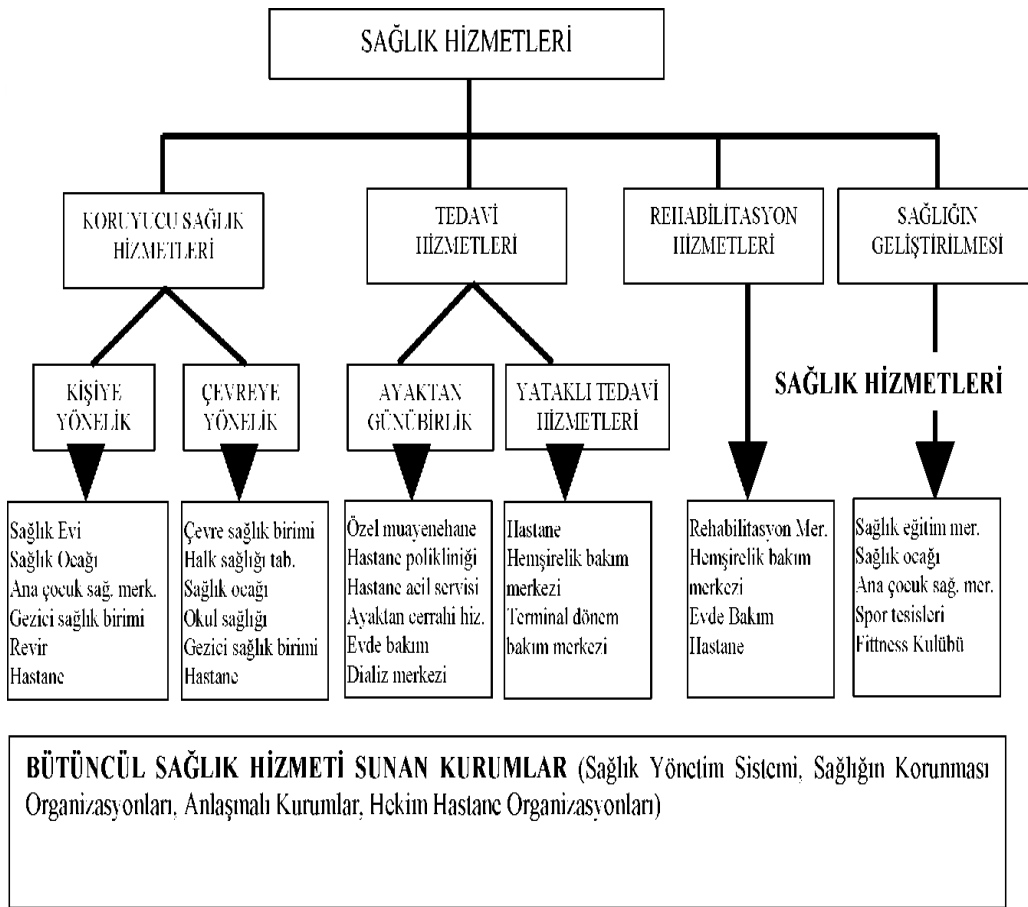 SAĞLIK HİZMETLERİ
KORUYUCU SAĞLIK
HİZMETLERİ
TEDAVİ
HİZMETLERİ
REHABİLITASYON
HİZMETLERİ
SAĞLIĞIN
GELİŞTİRİLMESİ
KİŞİYE
YÖNELİK
ÇEVREYE
YÖNELİK
AYAKTAN
GÜNÜBİRLİK
YATAKLI TEDAVİ
HİZMETLERİ
SAĞLIK HİZMETLERİ
Sağlık Evi
Sağlık Ocağı
Ana çocuk sağ. merk.
Gezici sağlık birimi
Revir
Hastane
Çevre sağlık birimi
Halk sağlığı tab.
Sağlık ocağı
Okul sağlığı
Gezici sağlık birimi
Hastane
Özel muayenehane
Hastane polikliniği
Hastane acil servisi
Ayaktan cerrahi hiz.
Evde bakım
Dializ merkezi
Hastane
Hemşirelik bakım
merkezi
Terminal dönem
bakım merkezi
Rehabilitasyon Mer.
Hemşirelik bakım
merkezi
Evde Bakım
Hastane
Sağlık eğitim mer.
Sağlık ocağı
Ana çocuk sağ. mer.
Spor tesisleri
Fittness Kulübü
BÜTÜNCÜL SAĞLIK HİZMETİ SUNAN KURUMLAR (Sağlık Yönetim Sistemi, Sağlığın Korunması
Organizasyonları, Anlaşmalı Kurumlar, Hekim Hastane Organizasyonları)